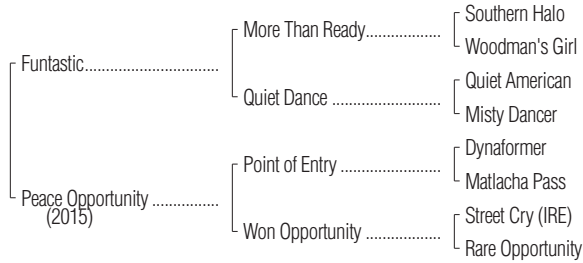 Southern Halo
More Than Ready....................
Woodman's Girl
Funtastic...................................
Quiet American
Quiet Dance ............................
Misty Dancer
Dynaformer
Point of Entry ..........................
Matlacha Pass
Peace Opportunity .................
(2015)
Street Cry (IRE)
Won Opportunity ....................
Rare Opportunity